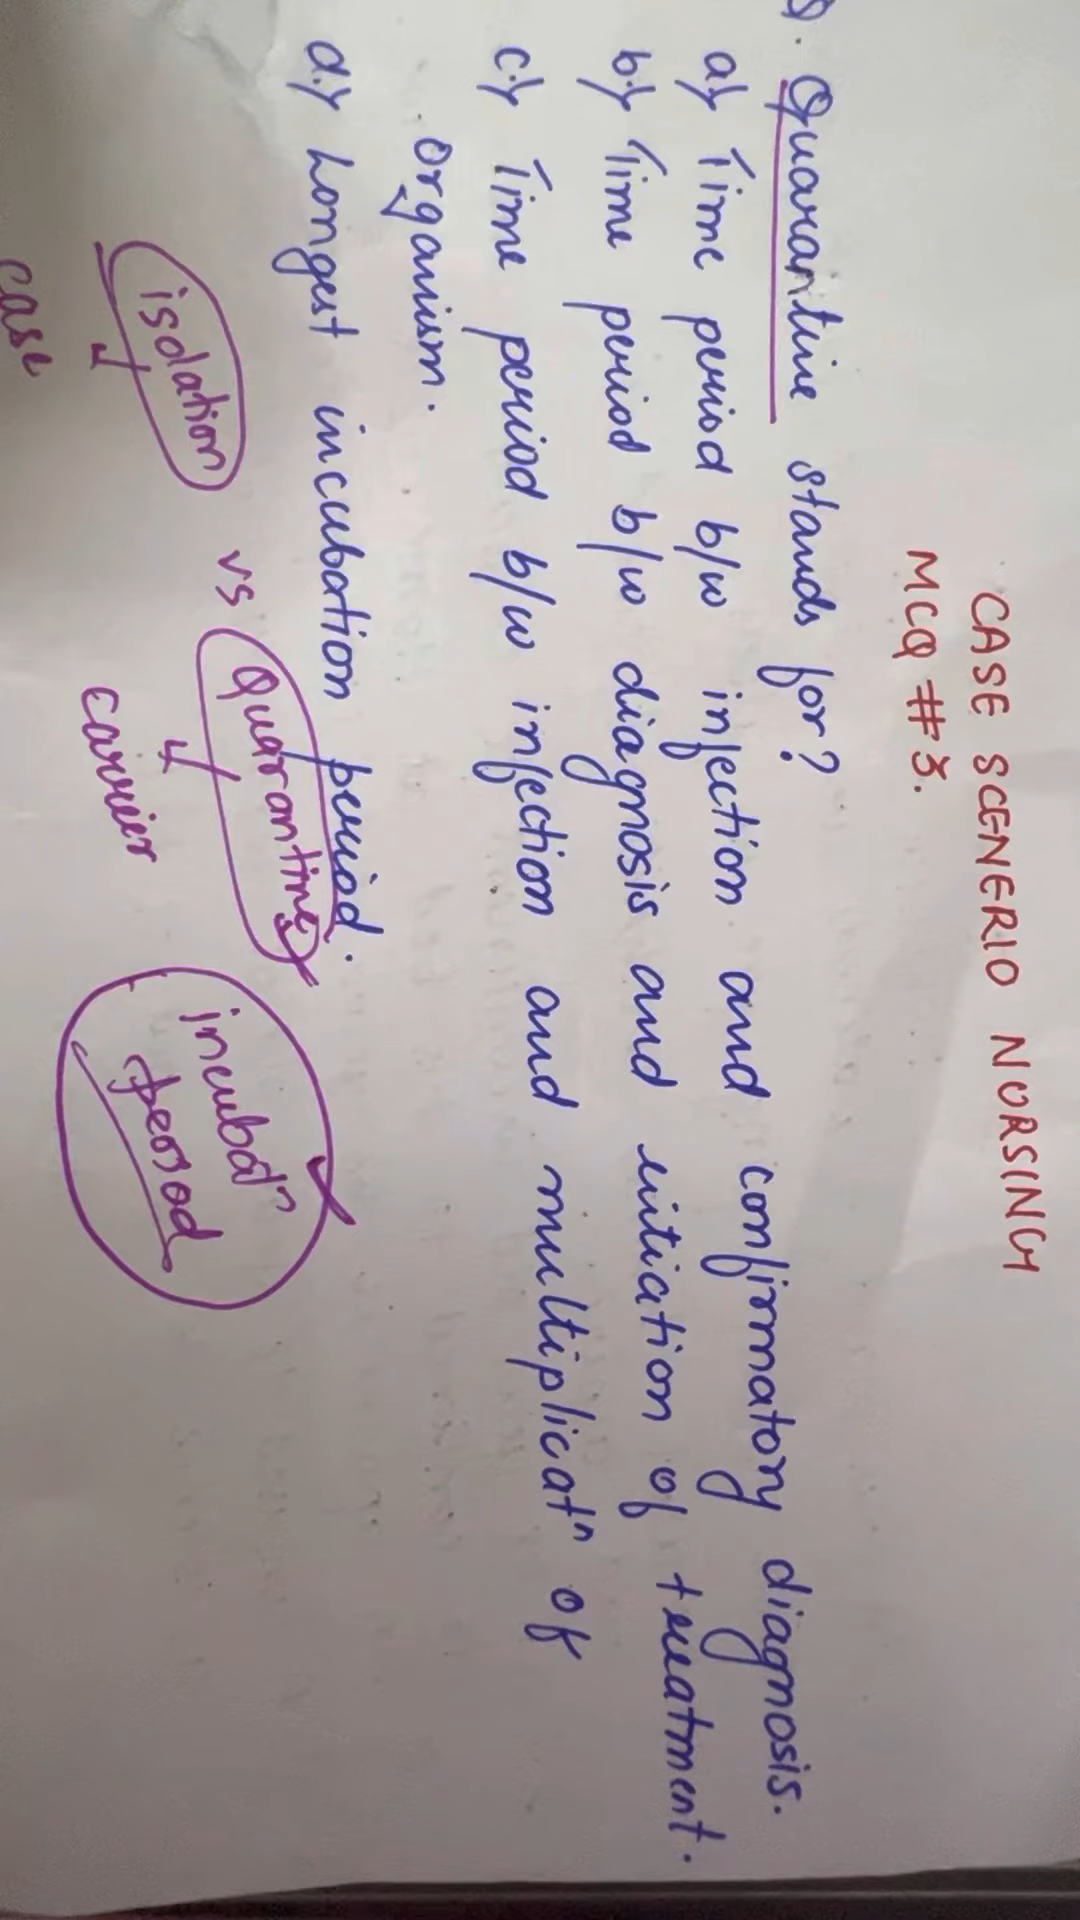 CASE SCENERIO NURSING
MCQ #3.
Q. Quarantine stands for?
a.) Time period b/w infection and confirmatory diagnosis.
b.) Time period b/w diagnosis and initiation of treatment.
c.) Time period b/w infection and multiplicatⁿ of
organism.
d.) Longest incubation period.
isolation vs Quarantine
incubatⁿ
period
case
carrier